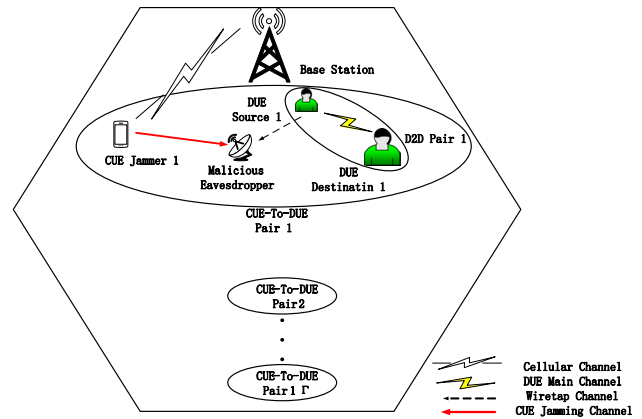 Base Station
DUE
Source 1
D2D Pair 1
CUE Jammer 1
Malicious
Eavesdropper
DUE
Destinatin 1
CUE-To-DUE
Pair 1
CUE-To-DUE
Pair2
CUE-To-DUE
Pair1 Γ
Cellular Channel
DUE Main Channel
Wiretap Channel
CUE Jamming Channel